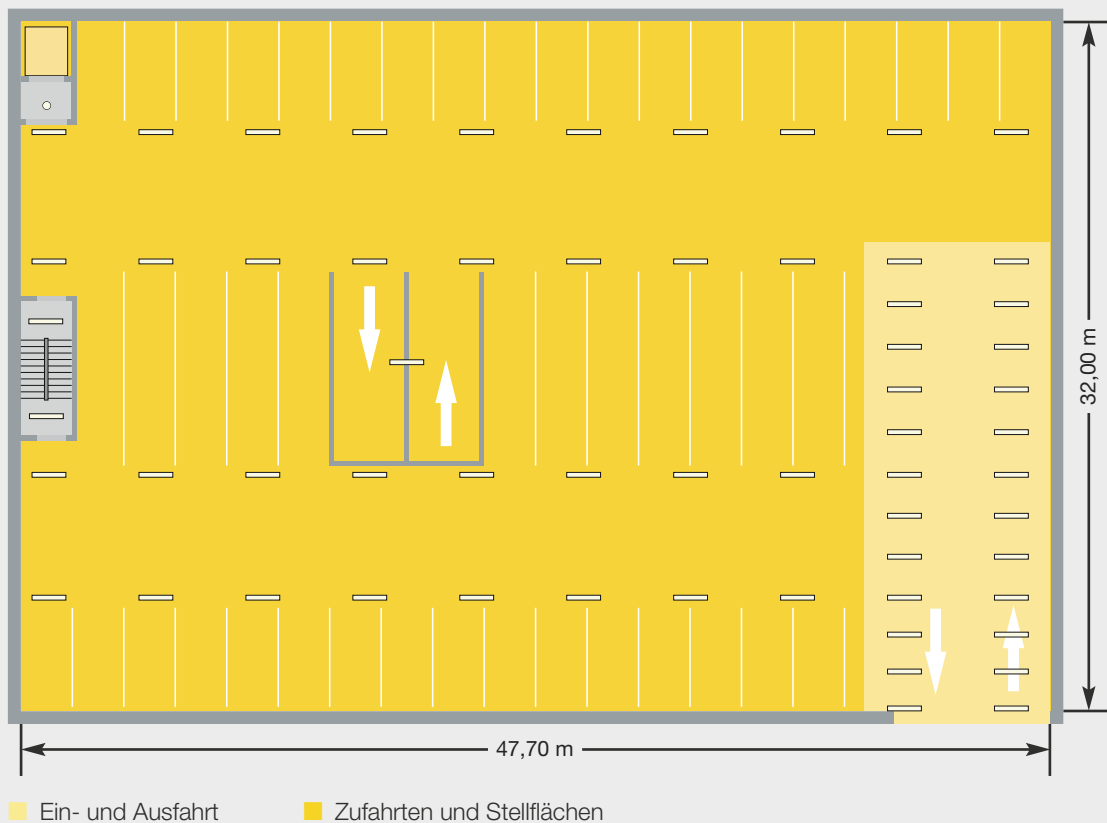 32,00 m
47,70 m
Ein- und Ausfahrt
Zufahrten und Stellflächen